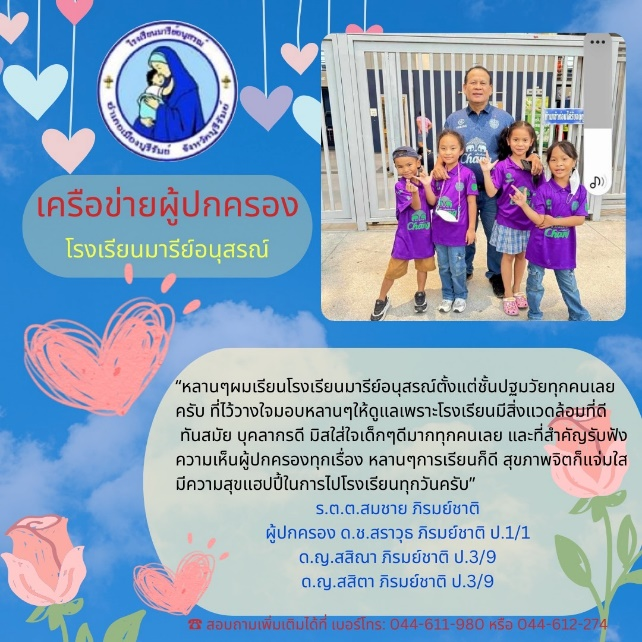 โรงเรียนมารีย์อนุสรณ์
อำเภอเมืองบุรีรัมย์ จังหวัดบุรีรัมย์
เครือข่ายผู้ปกครอง
โรงเรียนมารีย์อนุสรณ์
Chang
Chang
Chang
"หลานๆผมเรียนโรงเรียนมารีย์อนุสรณ์ตั้งแต่ชั้นปฐมวัยทุกคนเลย
ครับ ที่ไว้วางใจมอบหลานๆให้ดูแลเพราะโรงเรียนมีสิ่งแวดล้อมที่ดี
ทันสมัย บุคลากรดี มิสใส่ใจเด็กๆดีมากทุกคนเลย และที่สำคัญรับฟัง
ความเห็นผู้ปกครองทุกเรื่อง หลานๆการเรียนก็ดี สุขภาพจิตก็แจ่มใส
มีความสุขแฮปปี้ในการไปโรงเรียนทุกวันครับ"
ร.ต.ต.สมชาย ภิรมย์ชาติ
ผู้ปกครอง ด.ช.สราวุธ ภิรมย์ชาติ ป.1/1
ด.ญ.สสิณา ภิรมย์ชาติ ป.3/9
ด.ญ.สสิตา ภิรมย์ชาติ ป.3/9
☎ สอบถามเพิ่มเติมได้ที่ เบอร์โทร: 044-611-980 หรือ 044-612-274